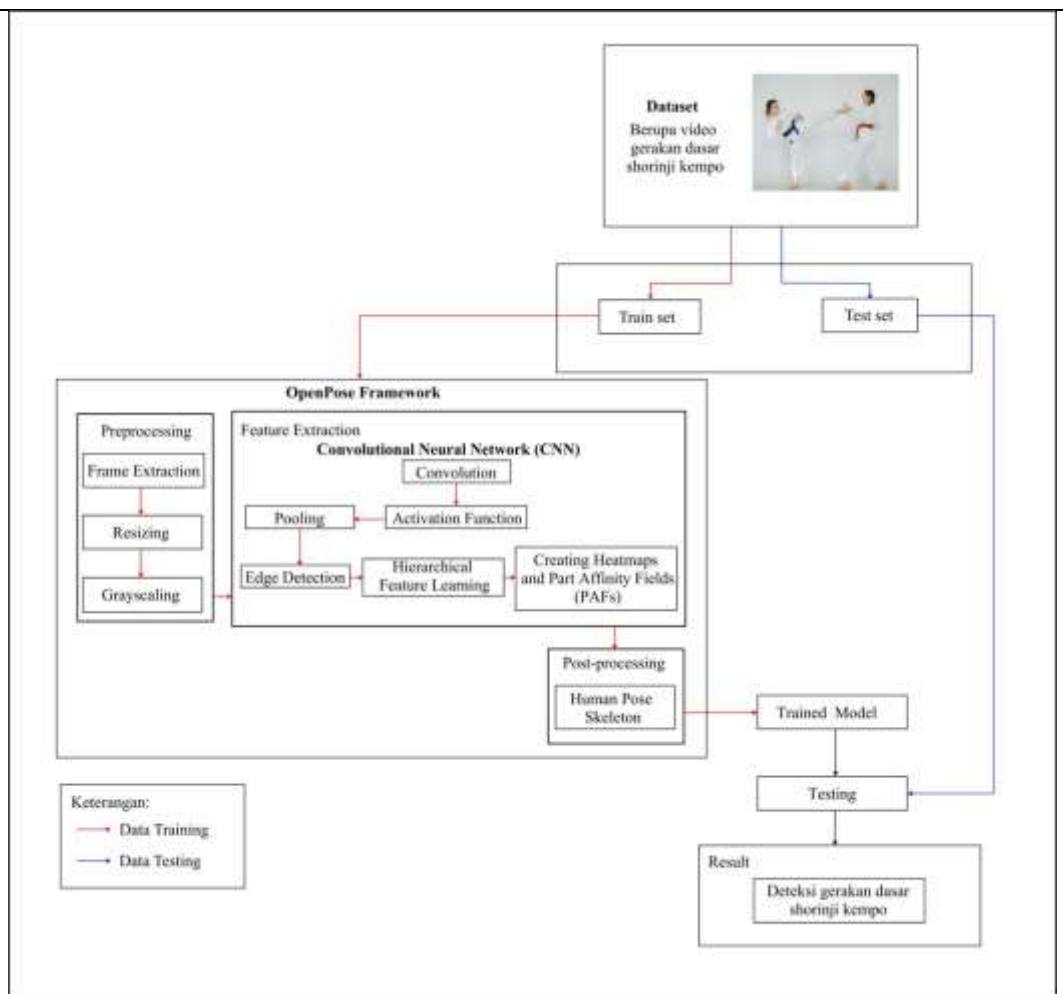 Dataset
Berupa video
gerakan dasar
shorinji kempo
Train set
Test set
OpenPose Framework
Preprocessing
Frame Extraction
Resizing
Grayscaling
Feature Extraction
Convolutional Neural Network (CNN)
Convolution
Activation Function
Pooling
Edge Detection
Hierarchical
Feature Learning
Creating Heatmaps
and Part Affinity Fields
(PAFs)
Post-processing
Human Pose
Skeleton
Trained Model
Testing
Keterangan:
Data Training
Data Testing
Result
Deteksi gerakan dasar
shorinji kempo